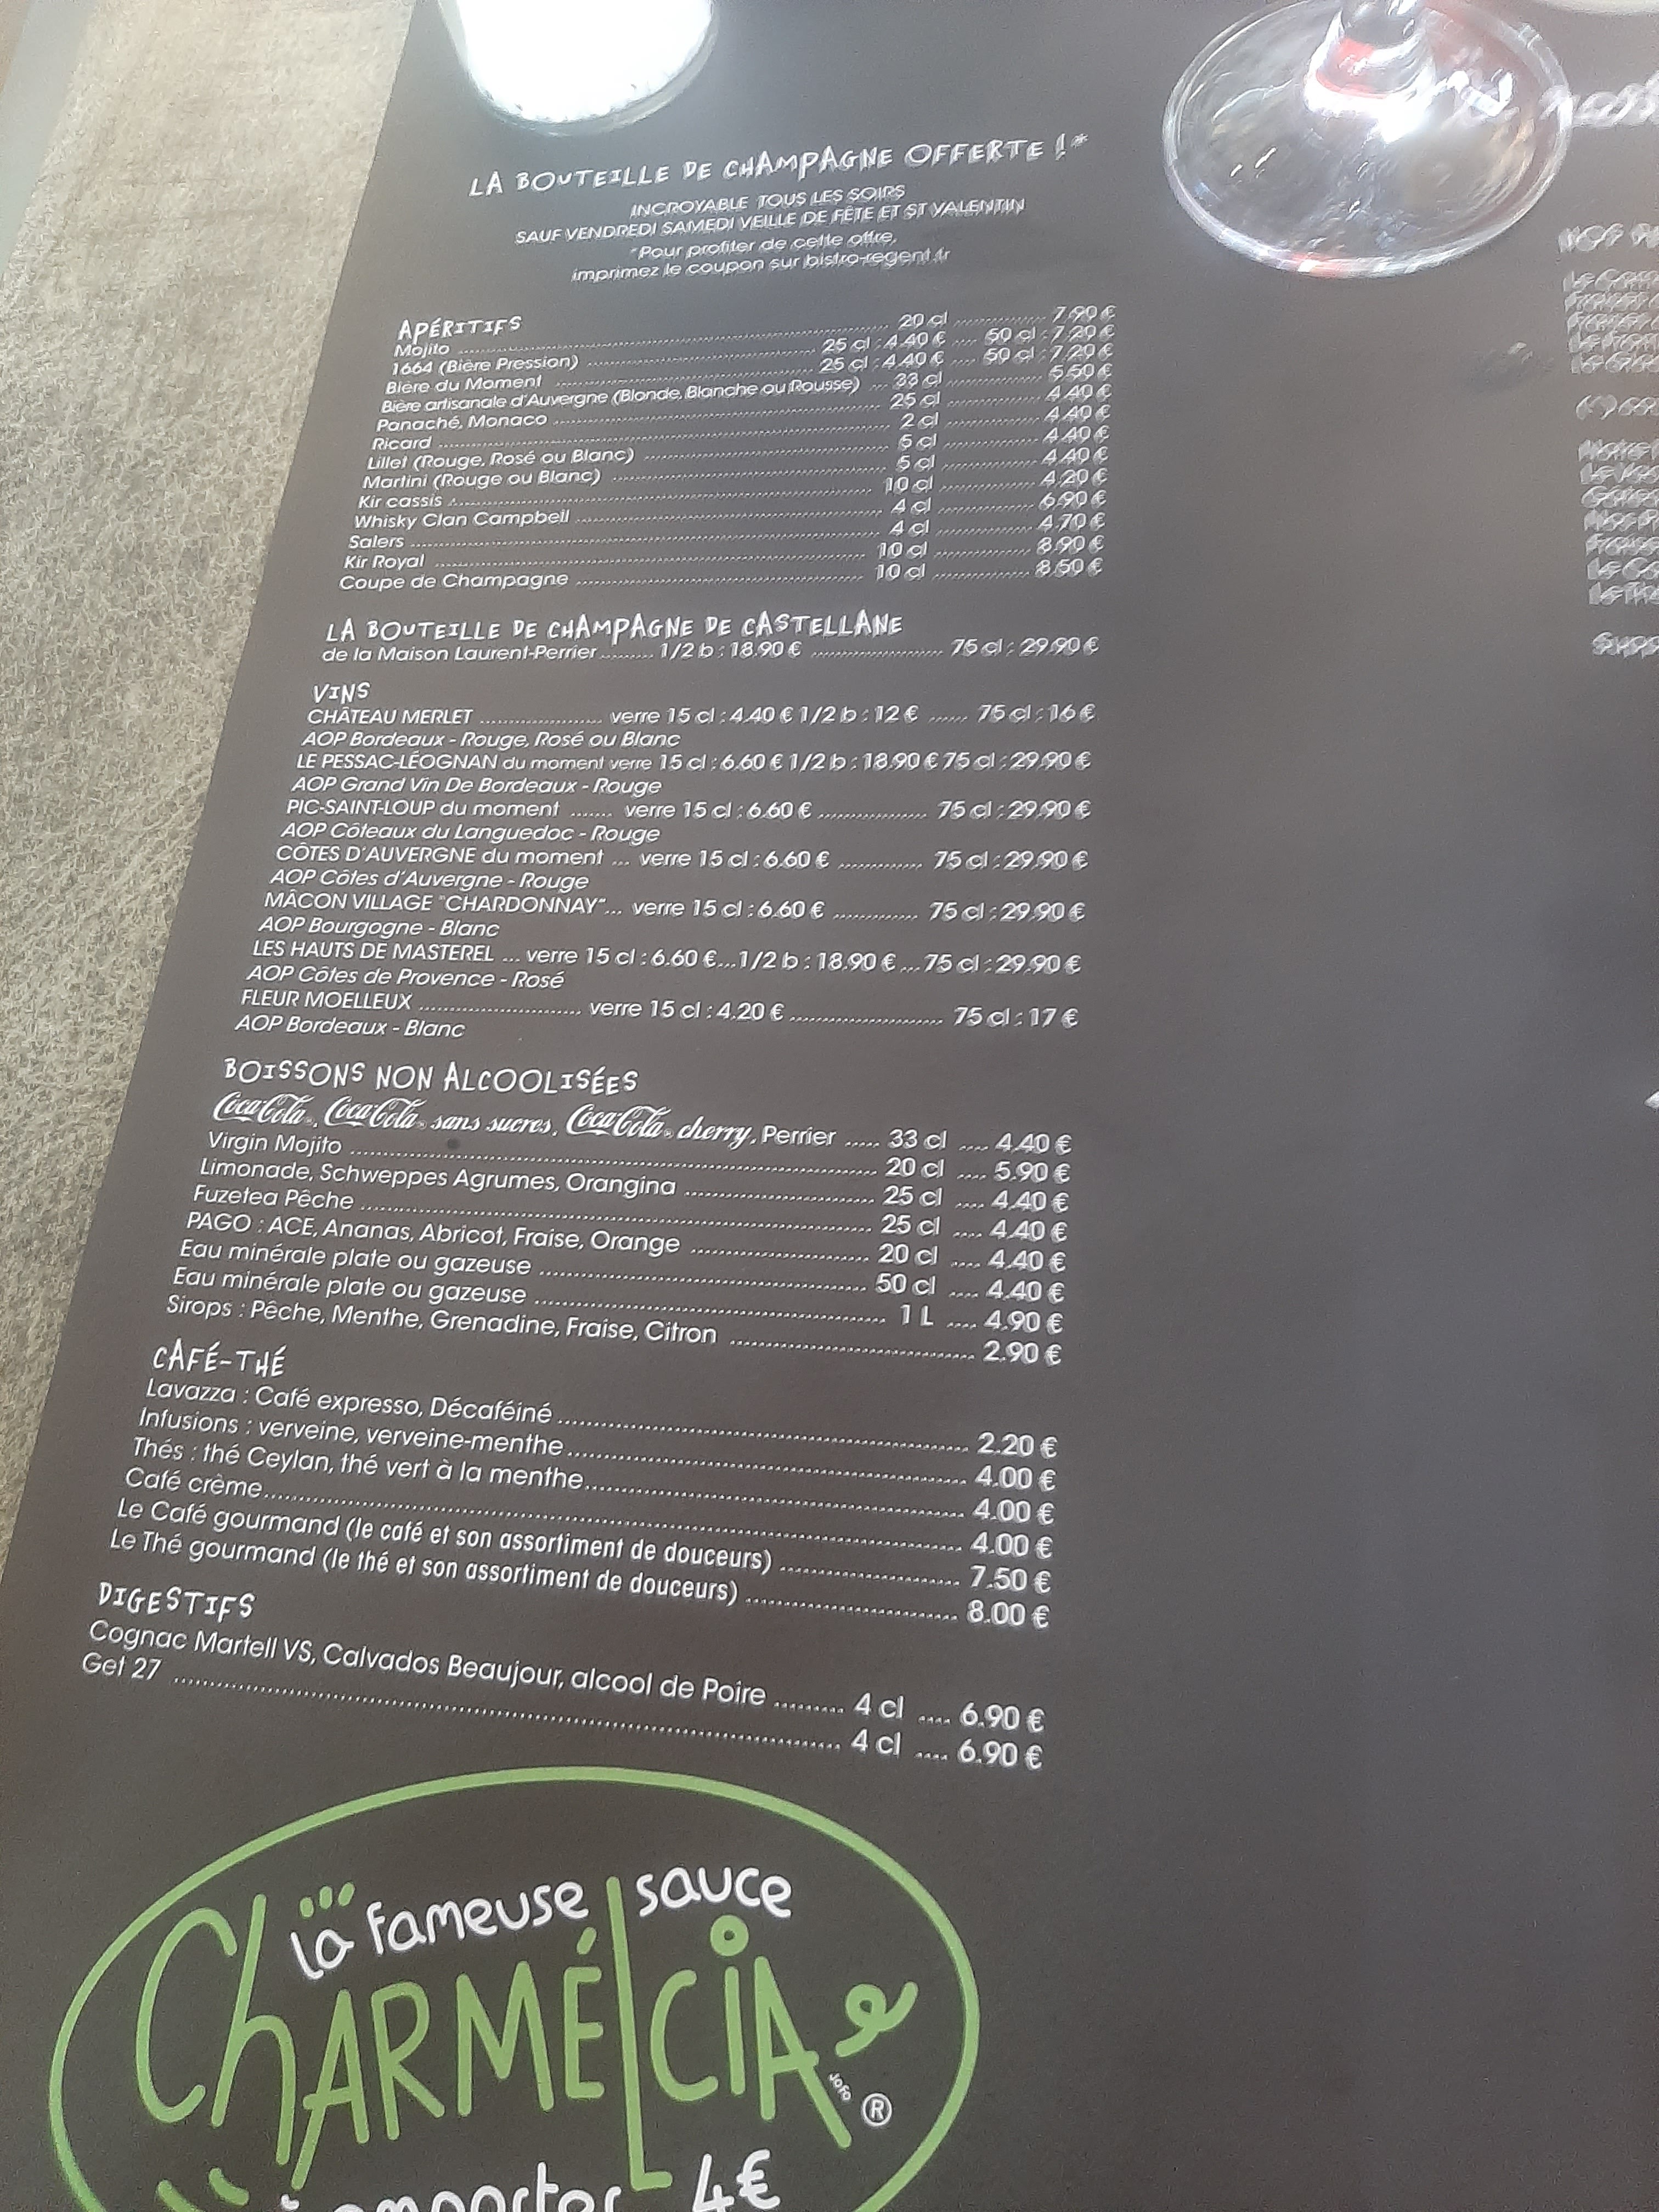 LA BOUTEILLE DE CHAMPAGNE OFFERTE !*
INCROYABLE TOUS LES SOIRS
SAUF VENDREDI SAMEDI VEILLE DE FÊTE ET ST VALENTIN
*Pour profiter de cette offre,
imprimez le coupon sur bistro-regent.fr
APÉRITIFS
Mojito ........ 20 cl ........ 7.90 €
1664 (Bière Pression) ........ 25 cl : 4.40 € .... 50 cl : 7.20 €
Bière du Moment ........ 25 cl : 4.40 € .... 50 cl : 7.20 €
Bière artisanale d'Auvergne (Blonde, Blanche ou Rousse) ... 33 cl ........ 5.50 €
Panaché, Monaco ........ 25 cl ........ 4.40 €
Ricard ........ 2 cl ........ 4.40 €
Lillet (Rouge, Rosé ou Blanc) ........ 5 cl ........ 4.40 €
Martini (Rouge ou Blanc) ........ 5 cl ........ 4.40 €
Kir cassis ........ 10 cl ........ 4.20 €
Whisky Clan Campbell ........ 4 cl ........ 6.90 €
Salers ........ 4 cl ........ 4.70 €
Kir Royal ........ 10 cl ........ 8.90 €
Coupe de Champagne ........ 10 cl ........ 8.50 €
LA BOUTEILLE DE CHAMPAGNE DE CASTELLANE
de la Maison Laurent-Perrier ........ 1/2 b : 18.90 € ........ 75 cl : 29.90 €
VINS
CHÂTEAU MERLET ........ verre 15 cl : 4.40 € 1/2 b : 12 € ...... 75 cl : 16 €
AOP Bordeaux - Rouge, Rosé ou Blanc
LE PESSAC-LÉOGNAN du moment verre 15 cl : 6.60 € 1/2 b : 18.90 € 75 cl : 29.90 €
AOP Grand Vin De Bordeaux - Rouge
PIC-SAINT-LOUP du moment ....... verre 15 cl : 6.60 € ........ 75 cl : 29.90 €
AOP Côteaux du Languedoc - Rouge
CÔTES D'AUVERGNE du moment ... verre 15 cl : 6.60 € ........ 75 cl : 29.90 €
AOP Côtes d'Auvergne - Rouge
MÂCON VILLAGE "CHARDONNAY"... verre 15 cl : 6.60 € ........ 75 cl : 29.90 €
AOP Bourgogne - Blanc
LES HAUTS DE MASTEREL ... verre 15 cl : 6.60 €...1/2 b : 18.90 €...75 cl : 29.90 €
AOP Côtes de Provence - Rosé
FLEUR MOELLEUX ........ verre 15 cl : 4.20 € ........ 75 cl : 17 €
AOP Bordeaux - Blanc
BOISSONS NON ALCOOLISÉES
Coca-Cola, Coca-Cola sans sucres, Coca-Cola cherry, Perrier ..... 33 cl .... 4.40 €
Virgin Mojito ........ 20 cl .... 5.90 €
Limonade, Schweppes Agrumes, Orangina ........ 25 cl .... 4.40 €
Fuzetea Pêche ........ 25 cl .... 4.40 €
PAGO : ACE, Ananas, Abricot, Fraise, Orange ........ 20 cl .... 4.40 €
Eau minérale plate ou gazeuse ........ 50 cl .... 4.40 €
Eau minérale plate ou gazeuse ........ 1 L .... 4.90 €
Sirops : Pêche, Menthe, Grenadine, Fraise, Citron ........ 2.90 €
CAFÉ-THÉ
Lavazza : Café expresso, Décaféiné ........ 2.20 €
Infusions : verveine, verveine-menthe ........ 4.00 €
Thés : thé Ceylan, thé vert à la menthe ........ 4.00 €
Café crème ........ 4.00 €
Le Café gourmand (le café et son assortiment de douceurs) ........ 7.50 €
Le Thé gourmand (le thé et son assortiment de douceurs) ........ 8.00 €
DIGESTIFS
Cognac Martell VS, Calvados Beaujour, alcool de Poire ........ 4 cl .... 6.90 €
Get 27 ........ 4 cl .... 6.90 €
la fameuse sauce
CHARMÉLCIA
JOFO ®
à emporter 4€